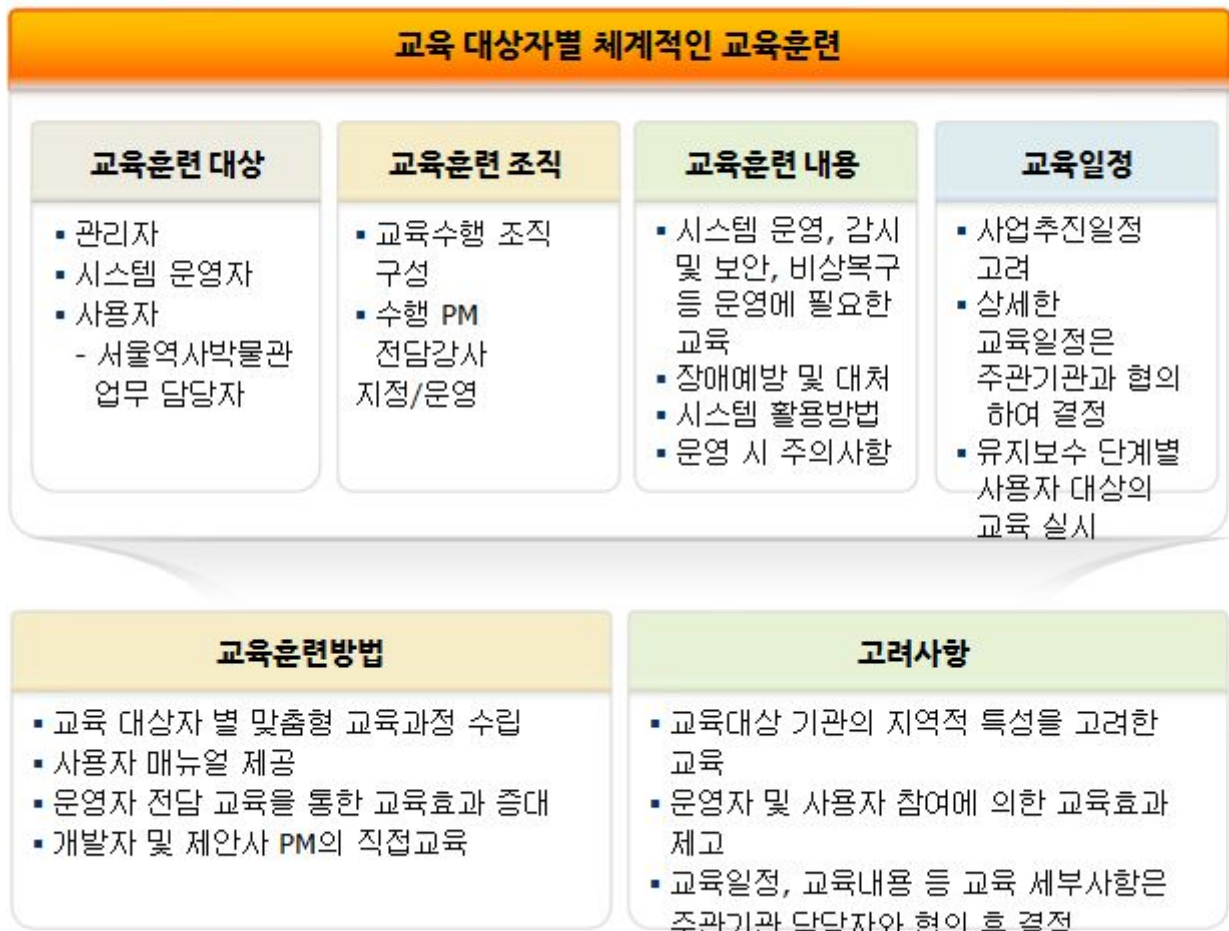 교육 대상자별 체계적인 교육훈련
교육훈련 대상
▪ 관리자
▪ 시스템 운영자
▪ 사용자
- 서울역사박물관
업무 담당자
교육훈련 조직
▪ 교육수행 조직
구성
▪ 수행 PM
전담강사
지정/운영
교육훈련 내용
▪ 시스템 운영, 감시
및 보안, 비상복구
등 운영에 필요한
교육
▪ 장애예방 및 대처
▪ 시스템 활용방법
▪ 운영 시 주의사항
교육일정
▪ 사업추진일정
고려
▪ 상세한
교육일정은
주관기관과 협의
하여 결정
▪ 유지보수 단계별
사용자 대상의
교육 실시
교육훈련방법
▪ 교육 대상자 별 맞춤형 교육과정 수립
▪ 사용자 매뉴얼 제공
▪ 운영자 전담 교육을 통한 교육효과 증대
▪ 개발자 및 제안사 PM의 직접교육
고려사항
▪ 교육대상 기관의 지역적 특성을 고려한
교육
▪ 운영자 및 사용자 참여에 의한 교육효과
제고
▪ 교육일정, 교육내용 등 교육 세부사항은
주관기관 담당자와 협의 후 결정